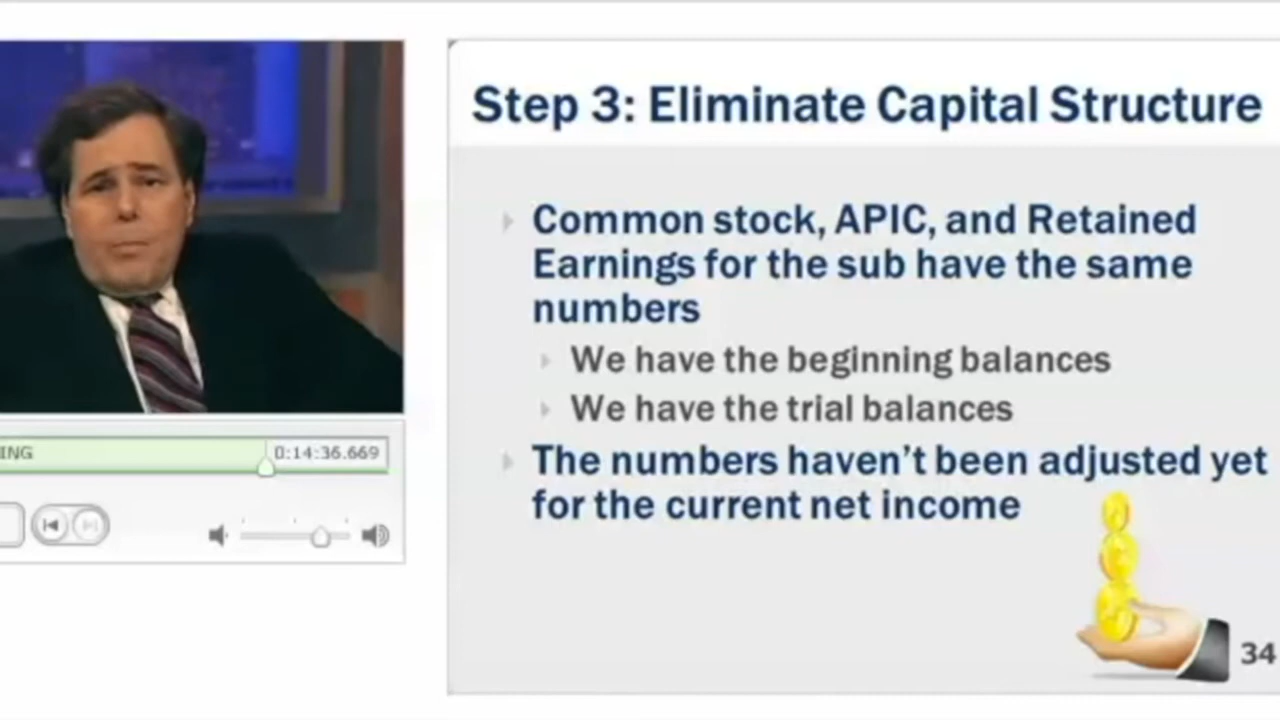 Step 3: Eliminate Capital Structure
Common stock, APIC, and Retained
Earnings for the sub have the same
numbers
We have the beginning balances
We have the trial balances
The numbers haven't been adjusted yet
for the current net income
34
ING
0:14:36.669